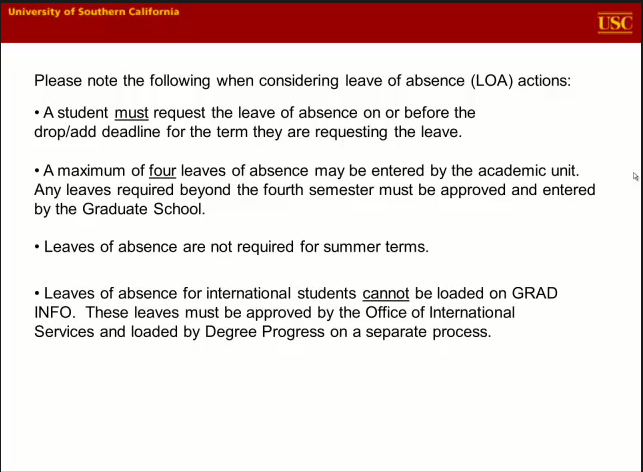 University of Southern California
USC
Please note the following when considering leave of absence (LOA) actions:
• A student must request the leave of absence on or before the
drop/add deadline for the term they are requesting the leave.
• A maximum of four leaves of absence may be entered by the academic unit.
Any leaves required beyond the fourth semester must be approved and entered
by the Graduate School.
• Leaves of absence are not required for summer terms.
• Leaves of absence for international students cannot be loaded on GRAD
INFO. These leaves must be approved by the Office of International
Services and loaded by Degree Progress on a separate process.